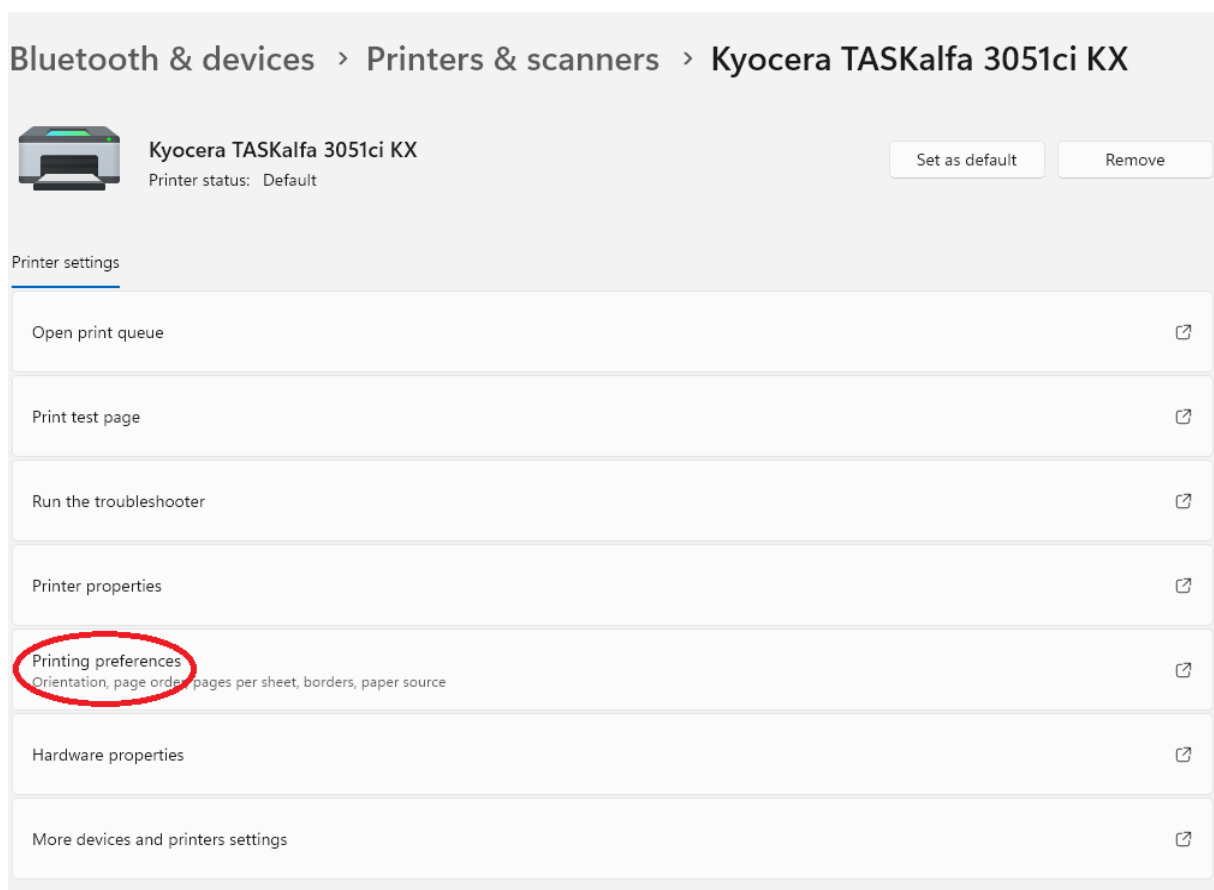 Bluetooth & devices > Printers & scanners > Kyocera TASKalfa 3051ci KX
Kyocera TASKalfa 3051ci KX
Printer status: Default
Set as default
Remove
Printer settings
Open print queue
Print test page
Run the troubleshooter
Printer properties
Printing preferences
Orientation, page order, pages per sheet, borders, paper source
Hardware properties
More devices and printers settings